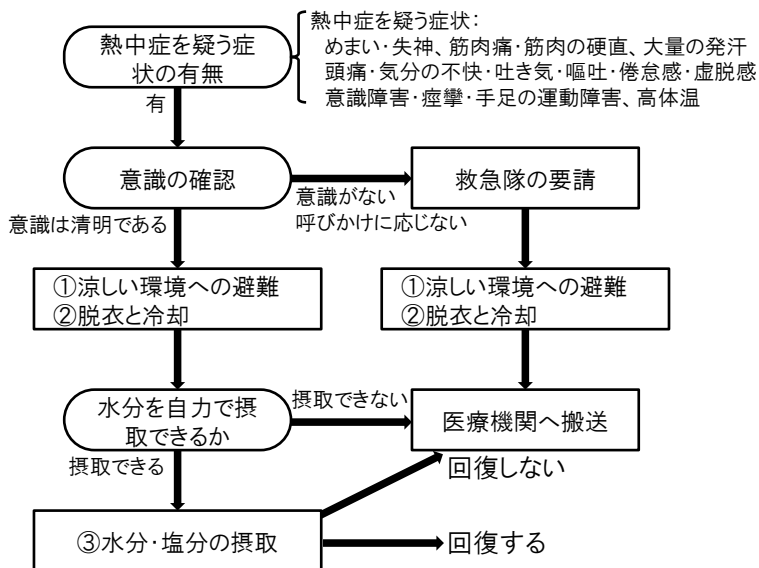 熱中症を疑う症
状の有無
熱中症を疑う症状：
めまい・失神、筋肉痛・筋肉の硬直、大量の発汗
頭痛・気分の不快・吐き気・嘔吐・倦怠感・虚脱感
意識障害・痙攣・手足の運動障害、高体温
有
意識の確認
意識がない
呼びかけに応じない
救急隊の要請
意識は清明である
①涼しい環境への避難
②脱衣と冷却
①涼しい環境への避難
②脱衣と冷却
水分を自力で摂
取できるか
摂取できない
医療機関へ搬送
摂取できる
回復しない
③水分・塩分の摂取
回復する